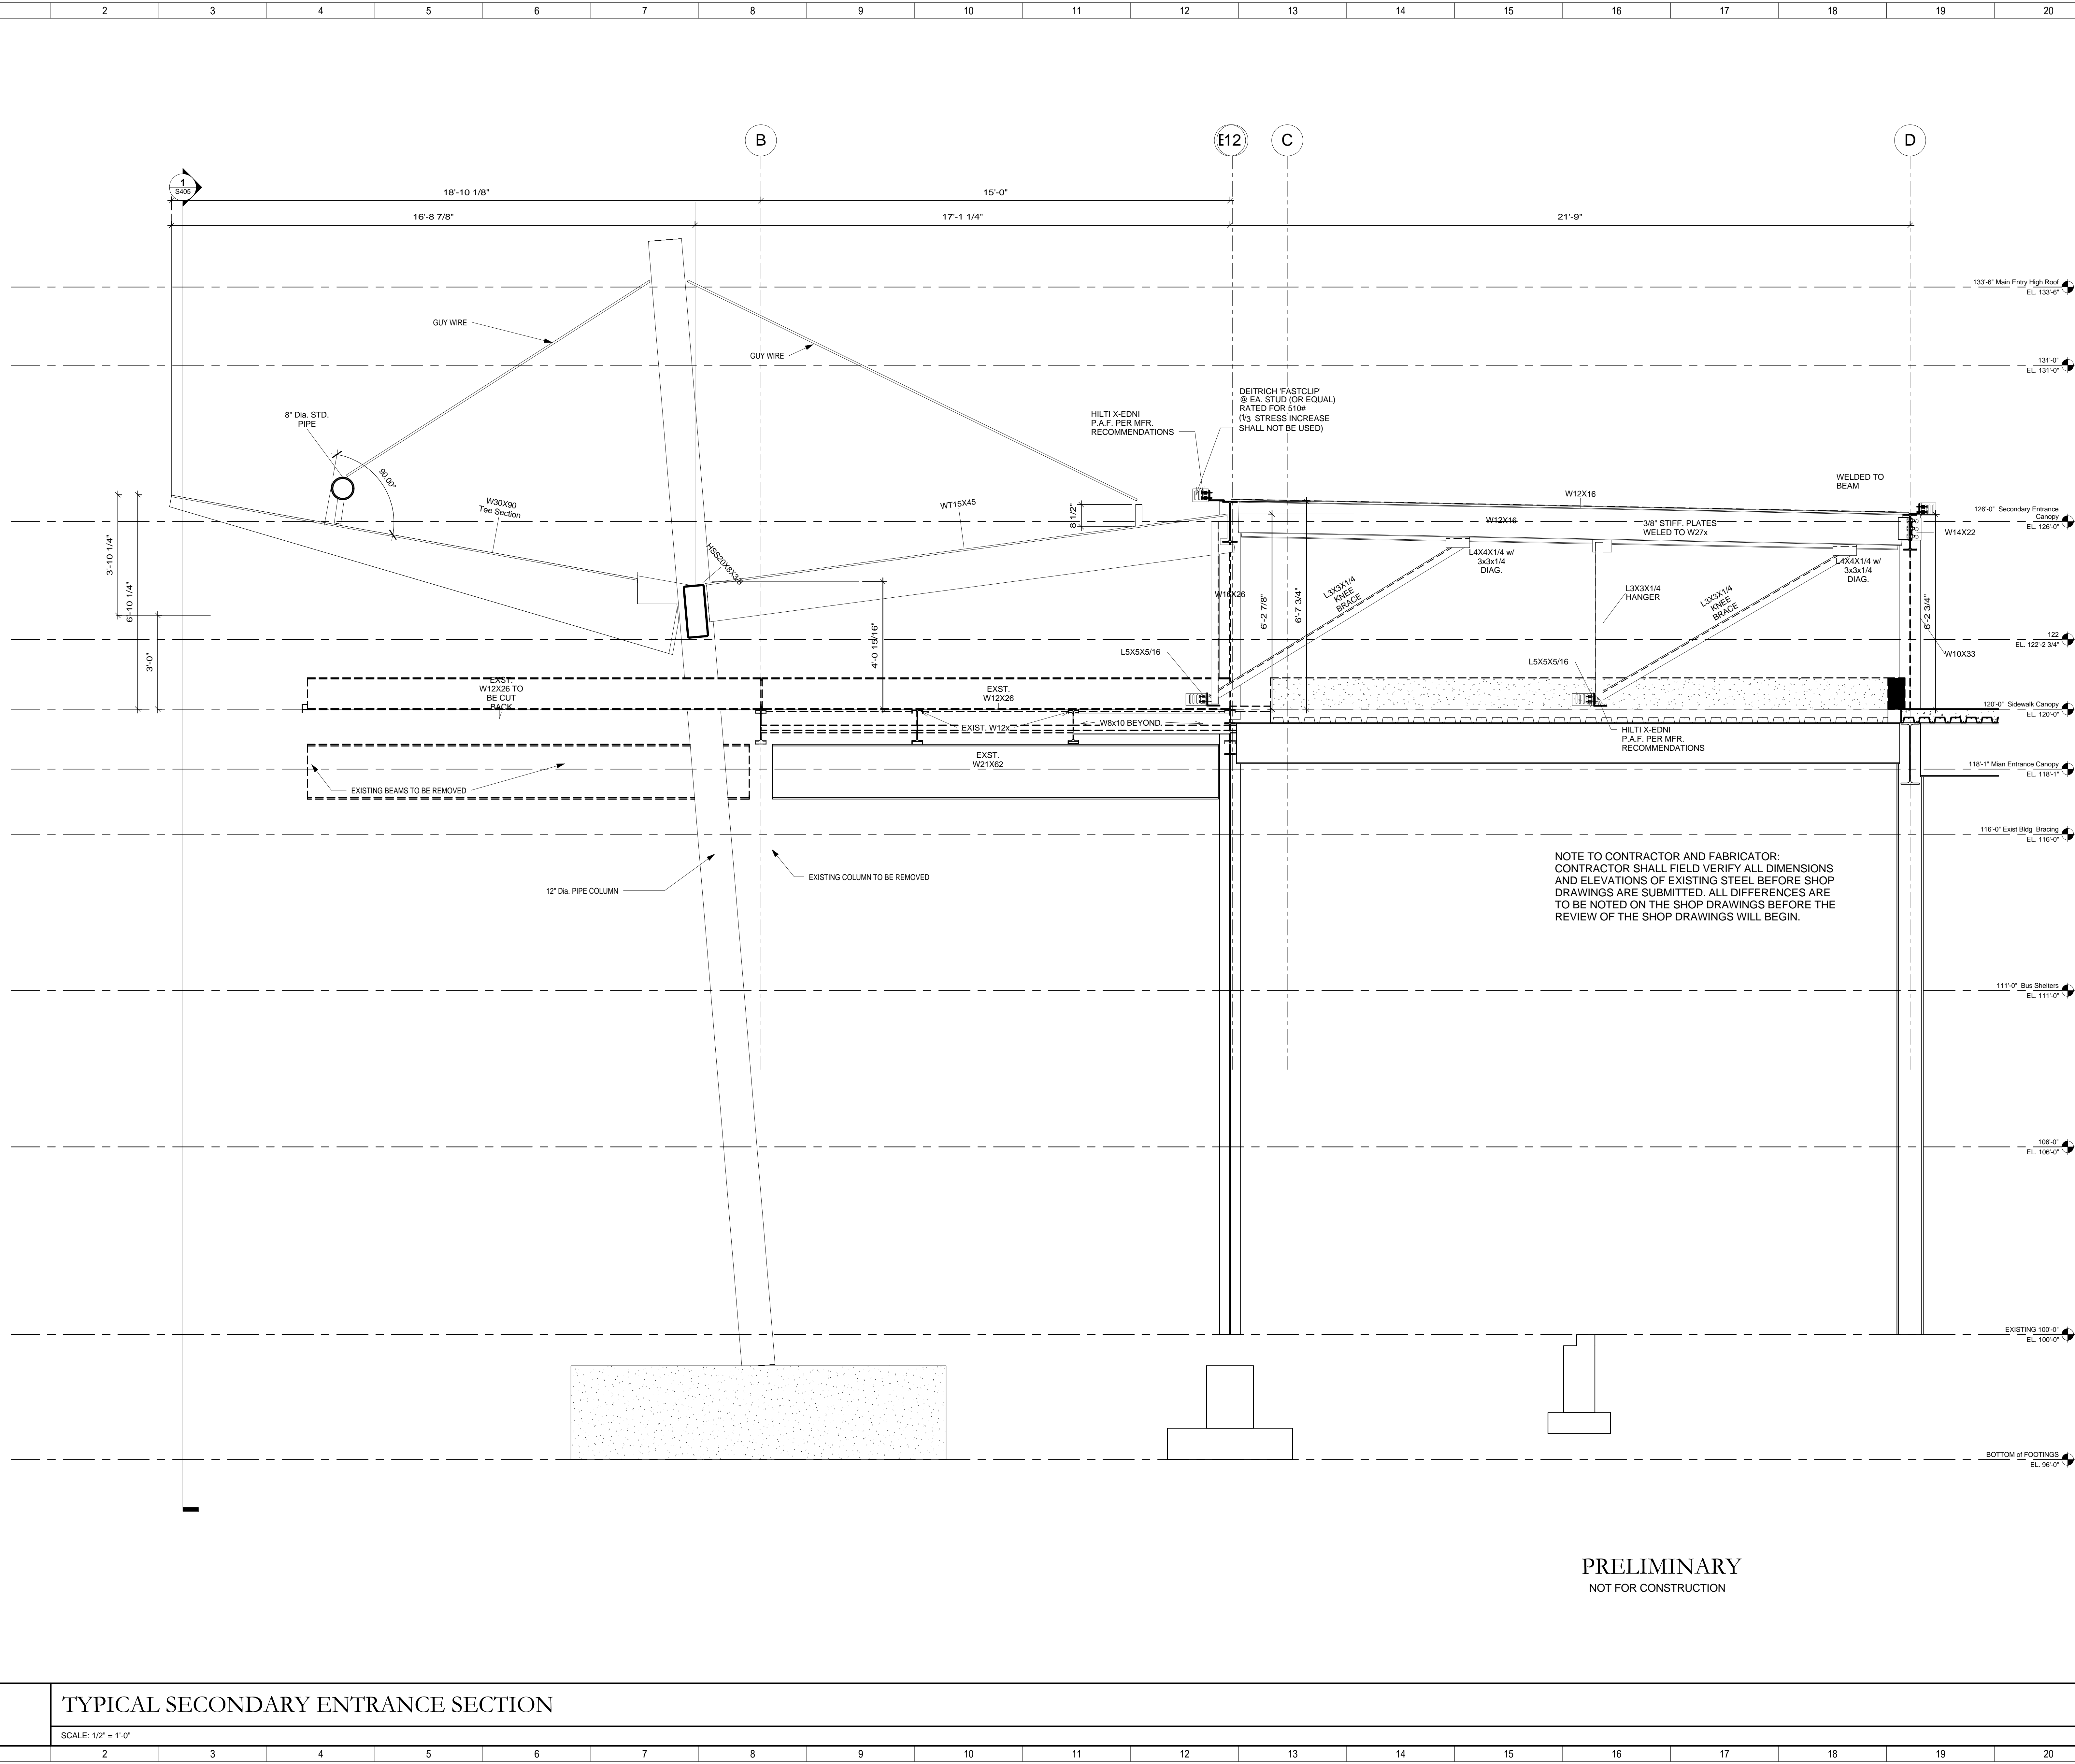 2 3 4 5 6 7 8 9 10 11 12 13 14 15 16 17 18 19 20
B
12
C
D
1
S405
18'-10 1/8"
15'-0"
16'-8 7/8"
17'-1 1/4"
21'-9"
133'-6" Main Entry High Roof
EL. 133'-6"
GUY WIRE
GUY WIRE
131'-0"
EL. 131'-0"
8" Dia. STD.
PIPE
90.00°
HILTI X-EDNI
P.A.F. PER MFR.
RECOMMENDATIONS
DEITRICH 'FASTCLIP'
@ EA. STUD (OR EQUAL)
RATED FOR 510#
(1/3 STRESS INCREASE
SHALL NOT BE USED)
WELDED TO
BEAM
W30X90
Tee Section
WT15X45
8 1/2"
W12X16
W12X16
3/8" STIFF. PLATES
WELED TO W27x
126'-0" Secondary Entrance
Canopy
EL. 126'-0"
W14X22
3'-10 1/4"
6'-10 1/4"
3'-0"
HSS20X8X3/8
4'-0 15/16"
W16X26
6'-2 7/8"
6'-7 3/4"
L3X3X1/4
KNEE
BRACE
L4X4X1/4 w/
3x3x1/4
DIAG.
L3X3X1/4
HANGER
L3X3X1/4
KNEE
BRACE
L4X4X1/4 w/
3x3x1/4
DIAG.
6'-2 3/4"
122
EL. 122'-2 3/4"
W10X33
L5X5X5/16
L5X5X5/16
EXST.
W12X26 TO
BE CUT
BACK
EXST.
W12X26
120'-0" Sidewalk Canopy
EL. 120'-0"
EXIST. W12x
W8x10 BEYOND.
HILTI X-EDNI
P.A.F. PER MFR.
RECOMMENDATIONS
EXST.
W21X62
118'-1" Mian Entrance Canopy
EL. 118'-1"
EXISTING BEAMS TO BE REMOVED
116'-0" Exist Bldg Bracing
EL. 116'-0"
12" Dia. PIPE COLUMN
EXISTING COLUMN TO BE REMOVED
NOTE TO CONTRACTOR AND FABRICATOR:
CONTRACTOR SHALL FIELD VERIFY ALL DIMENSIONS
AND ELEVATIONS OF EXISTING STEEL BEFORE SHOP
DRAWINGS ARE SUBMITTED. ALL DIFFERENCES ARE
TO BE NOTED ON THE SHOP DRAWINGS BEFORE THE
REVIEW OF THE SHOP DRAWINGS WILL BEGIN.
111'-0" Bus Shelters
EL. 111'-0"
106'-0"
EL. 106'-0"
EXISTING 100'-0"
EL. 100'-0"
BOTTOM of FOOTINGS
EL. 96'-0"
PRELIMINARY
NOT FOR CONSTRUCTION
TYPICAL SECONDARY ENTRANCE SECTION
SCALE: 1/2" = 1'-0"
2 3 4 5 6 7 8 9 10 11 12 13 14 15 16 17 18 19 20